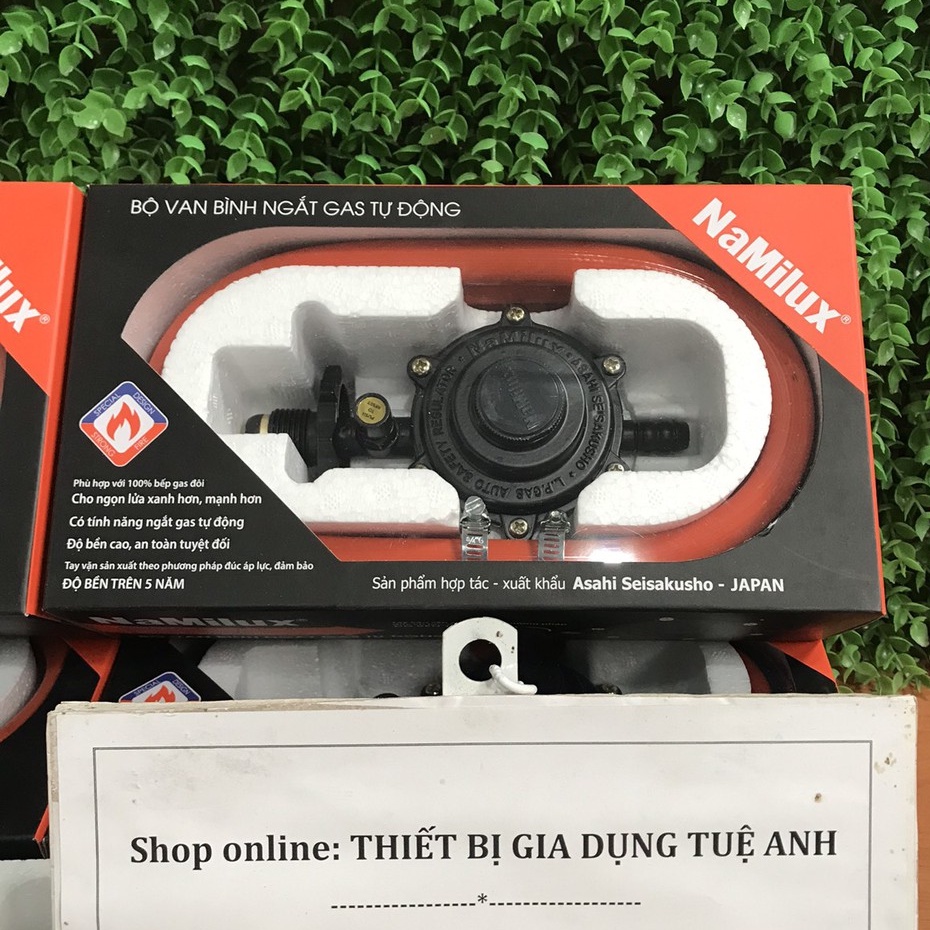 BỘ VAN BÌNH NGẮT GAS TỰ ĐỘNG
NaMilux®
SPECIAL DESIGN
STRONG FIRE
NaMilux · ASAHI SEISAKUSHO · L.P.GAS AUTO SAFETY REGULATOR
Phù hợp với 100% bếp gas đôi
Cho ngọn lửa xanh hơn, mạnh hơn
Có tính năng ngắt gas tự động
Độ bền cao, an toàn tuyệt đối
Tay vặn sản xuất theo phương pháp đúc áp lực, đảm bảo
ĐỘ BỀN TRÊN 5 NĂM
Sản phẩm hợp tác - xuất khẩu Asahi Seisakusho - JAPAN
NaMilux®
Shop online: THIẾT BỊ GIA DỤNG TUỆ ANH
-----------------*-----------------